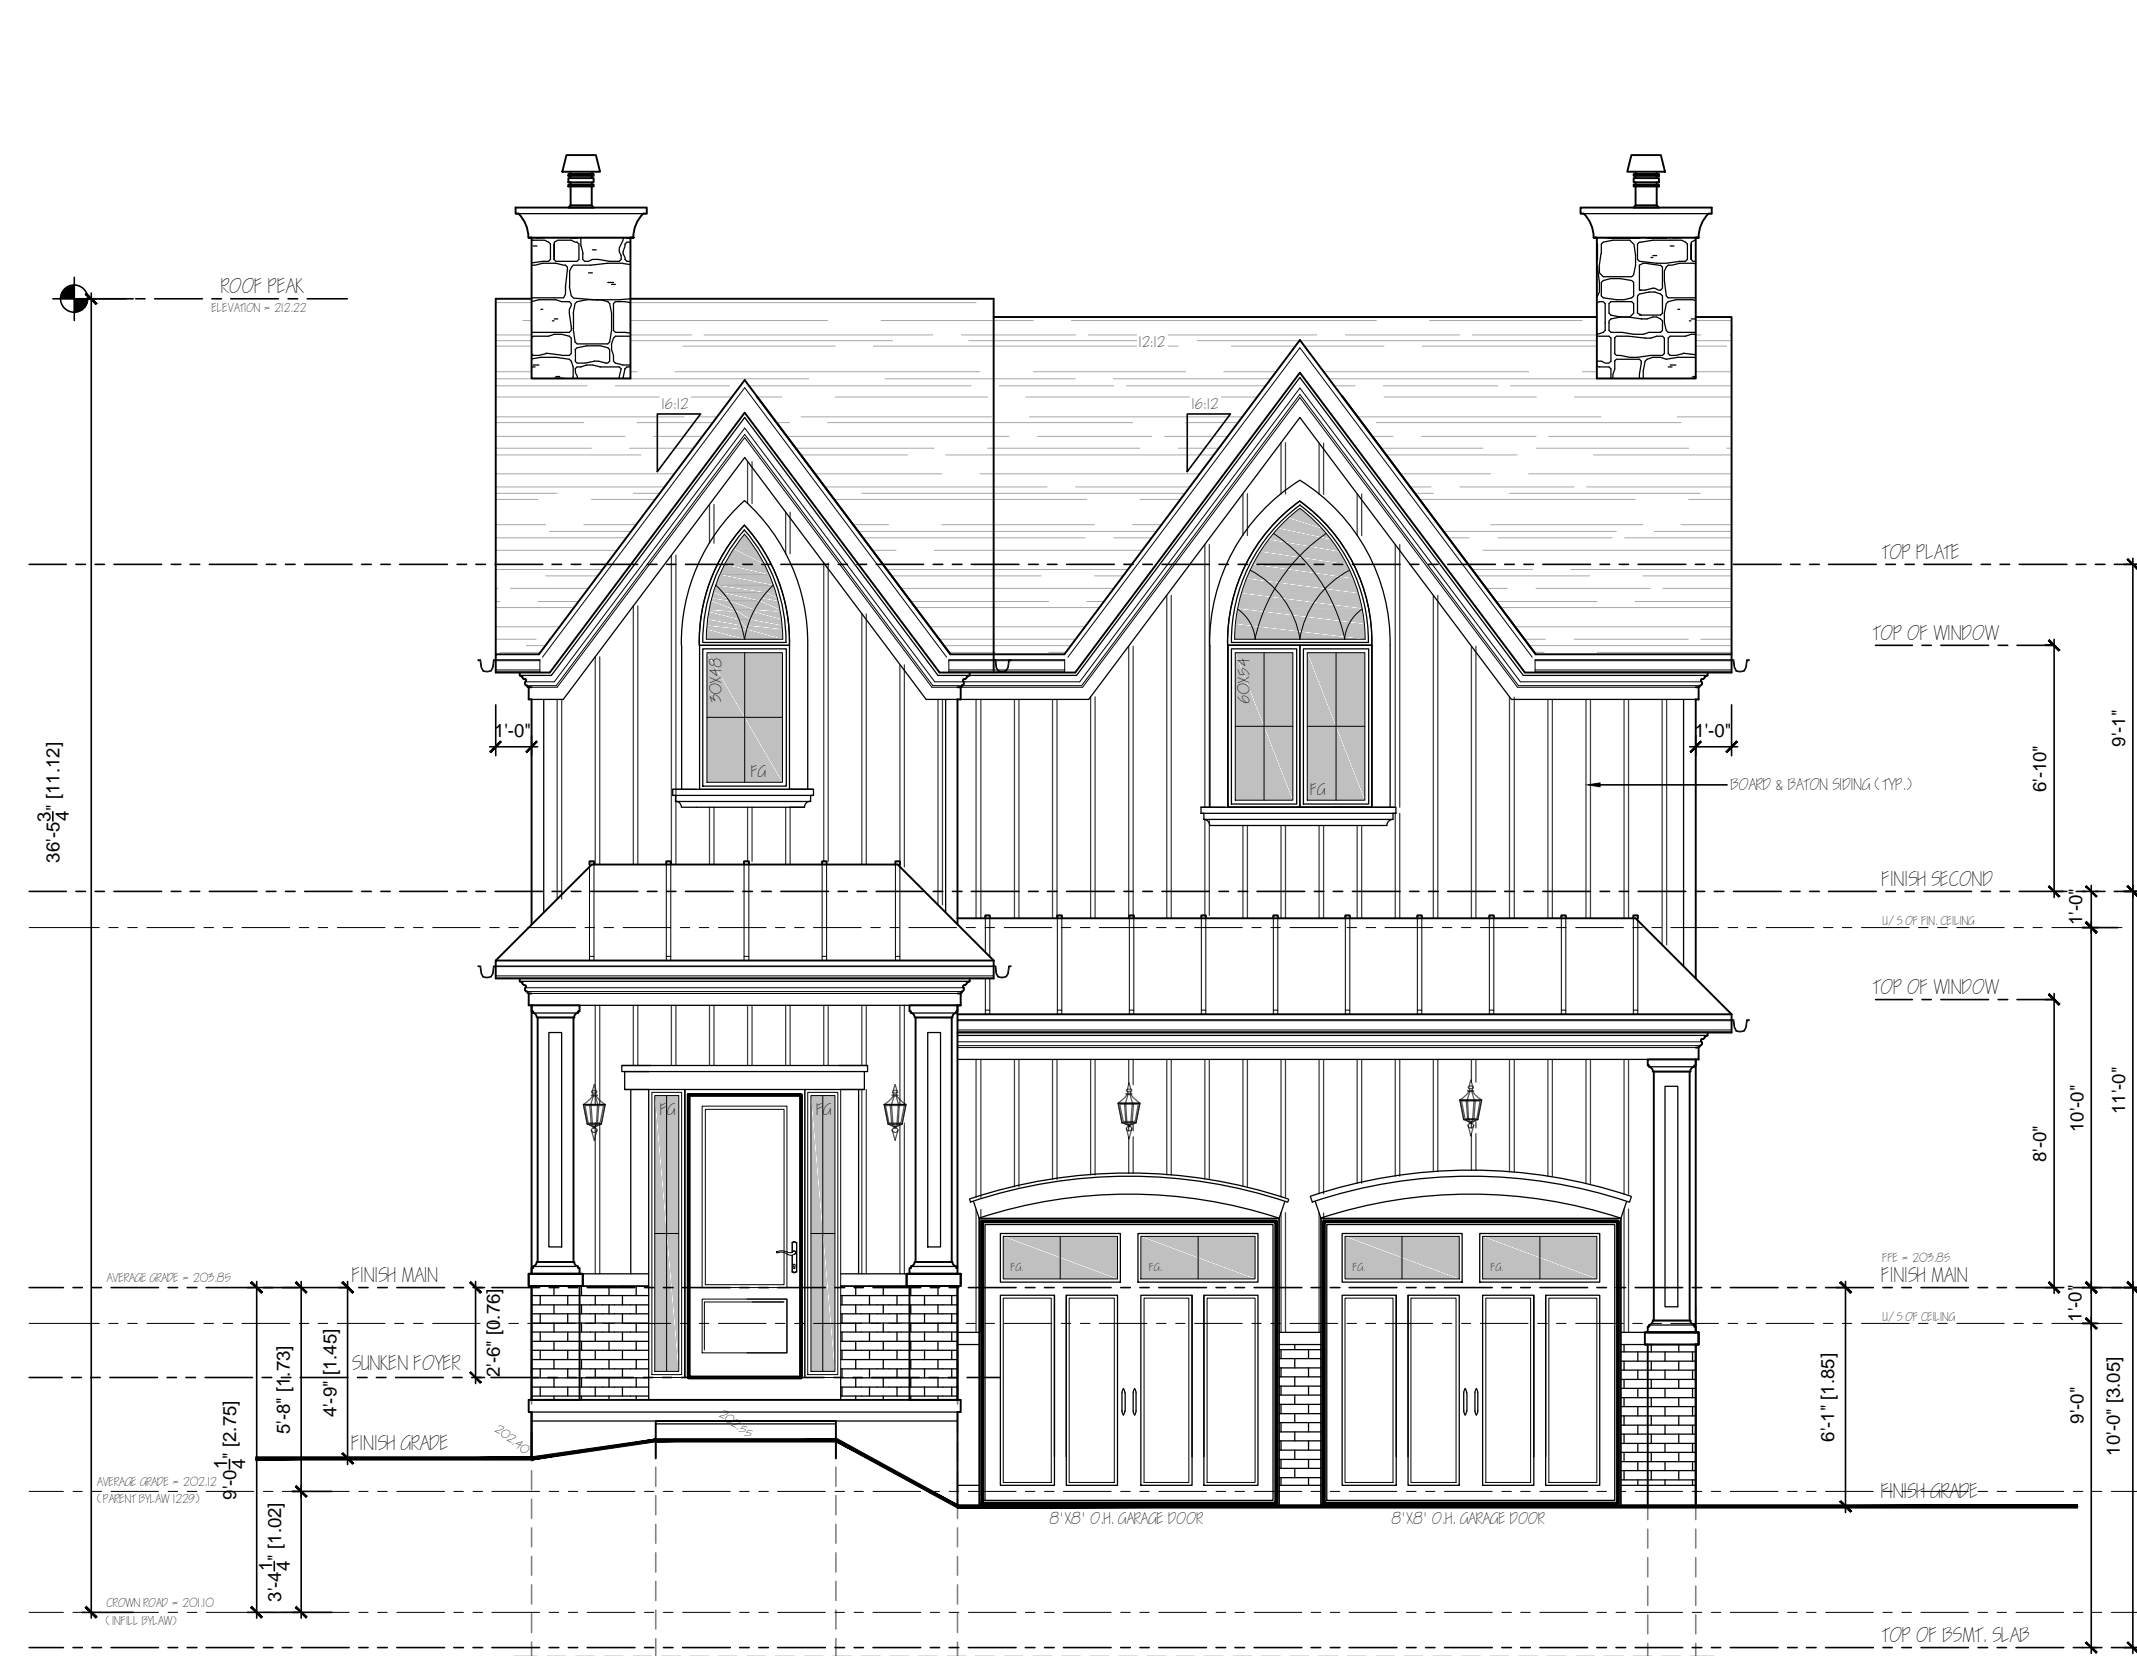 ROOF PEAK
ELEVATION = 212.22
12:12
16:12
16:12
TOP PLATE
TOP OF WINDOW
30X48
60X54
FG
FG
1'-0"
1'-0"
36'-5 3/4" [11.12]
9'-1"
6'-10"
BOARD & BATON SIDING ( TYP.)
FINISH SECOND
1'-0"
U/ S OF FIN. CEILING
TOP OF WINDOW
FG
FG
8'-0"
10'-0"
11'-0"
FG.
FG.
FG.
FG.
FFE = 203.85
FINISH MAIN
1'-0"
U/ S OF CEILING
AVERAGE GRADE = 203.85
FINISH MAIN
2'-6" [0.76]
SUNKEN FOYER
4'-9" [1.45]
5'-8" [1.73]
9'-0 1/4" [2.75]
6'-1" [1.85]
9'-0"
10'-0" [3.05]
FINISH GRADE
202.40
202.55
AVERAGE GRADE = 202.12
( PARENT BYLAW 1229)
FINISH GRADE
8'X8' O.H. GARAGE DOOR
8'X8' O.H. GARAGE DOOR
3'-4 1/4" [1.02]
CROWN ROAD = 201.10
( INFILL BYLAW)
TOP OF BSMT. SLAB